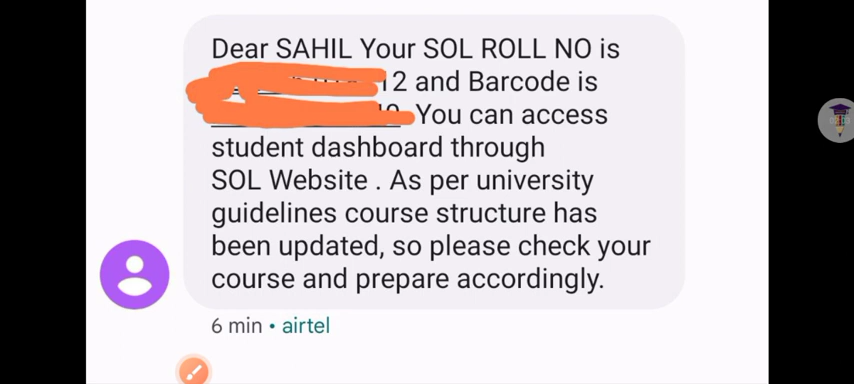 Dear SAHIL Your SOL ROLL NO is
12 and Barcode is
You can access
student dashboard through
SOL Website . As per university
guidelines course structure has
been updated, so please check your
course and prepare accordingly.
6 min • airtel